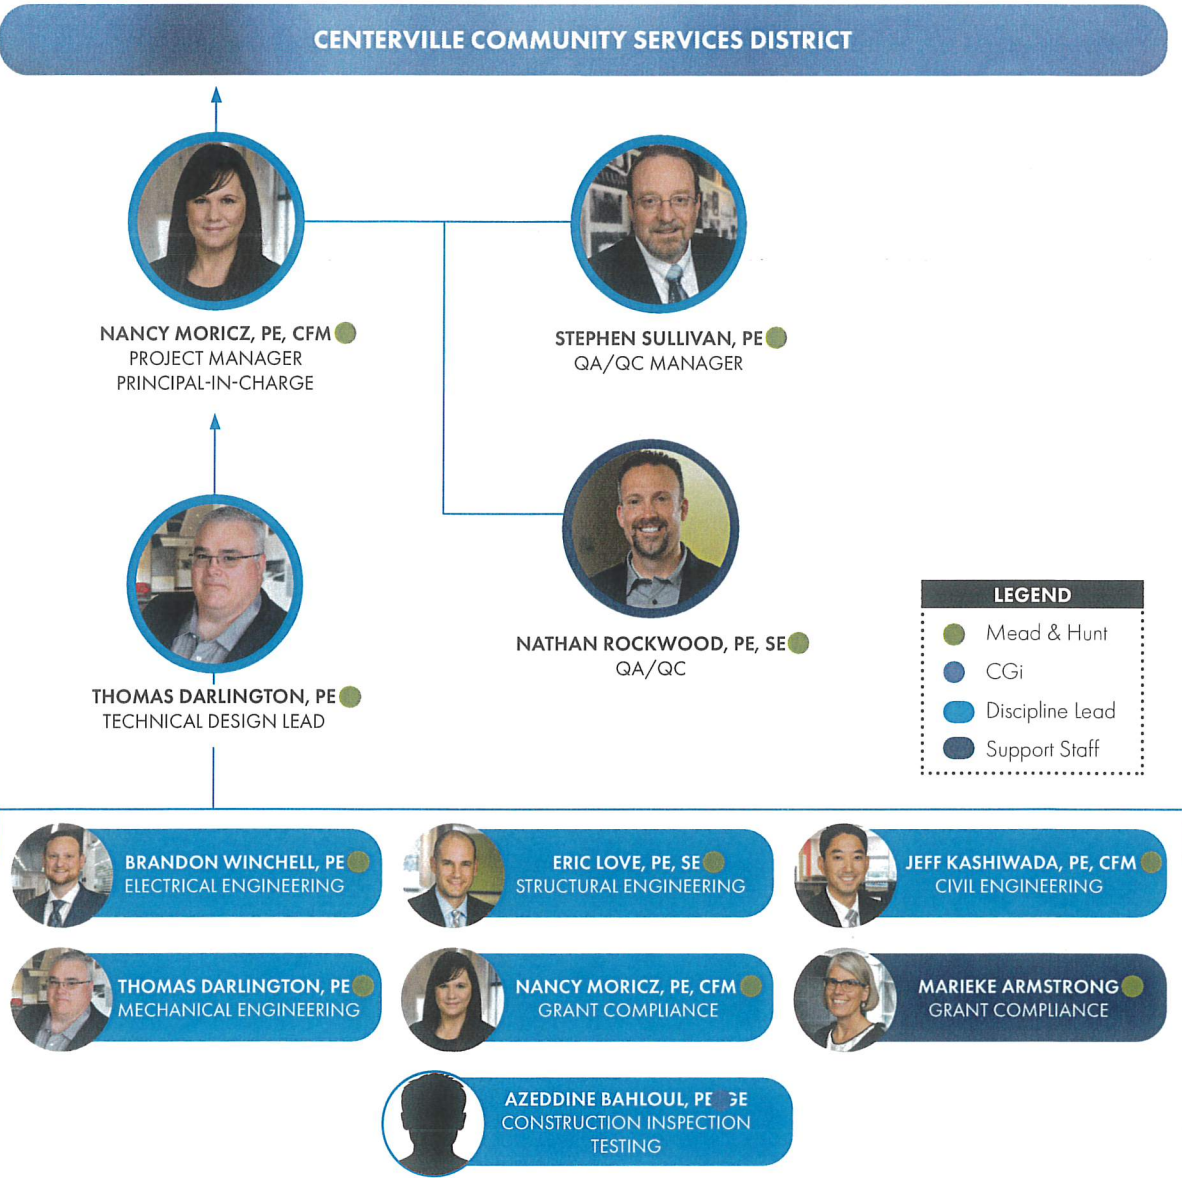 CENTERVILLE COMMUNITY SERVICES DISTRICT
NANCY MORICZ, PE, CFM
PROJECT MANAGER
PRINCIPAL-IN-CHARGE
STEPHEN SULLIVAN, PE
QA/QC MANAGER
NATHAN ROCKWOOD, PE, SE
QA/QC
THOMAS DARLINGTON, PE
TECHNICAL DESIGN LEAD
LEGEND
Mead & Hunt
CGi
Discipline Lead
Support Staff
BRANDON WINCHELL, PE
ELECTRICAL ENGINEERING
ERIC LOVE, PE, SE
STRUCTURAL ENGINEERING
JEFF KASHIWADA, PE, CFM
CIVIL ENGINEERING
THOMAS DARLINGTON, PE
MECHANICAL ENGINEERING
NANCY MORICZ, PE, CFM
GRANT COMPLIANCE
MARIEKE ARMSTRONG
GRANT COMPLIANCE
AZEDDINE BAHLOUL, PE GE
CONSTRUCTION INSPECTION
TESTING